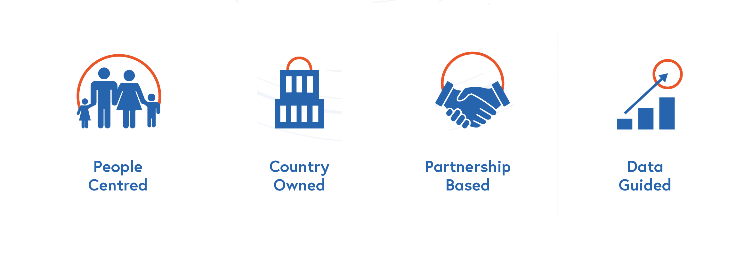 People
Centred
Country
Owned
Partnership
Based
Data
Guided